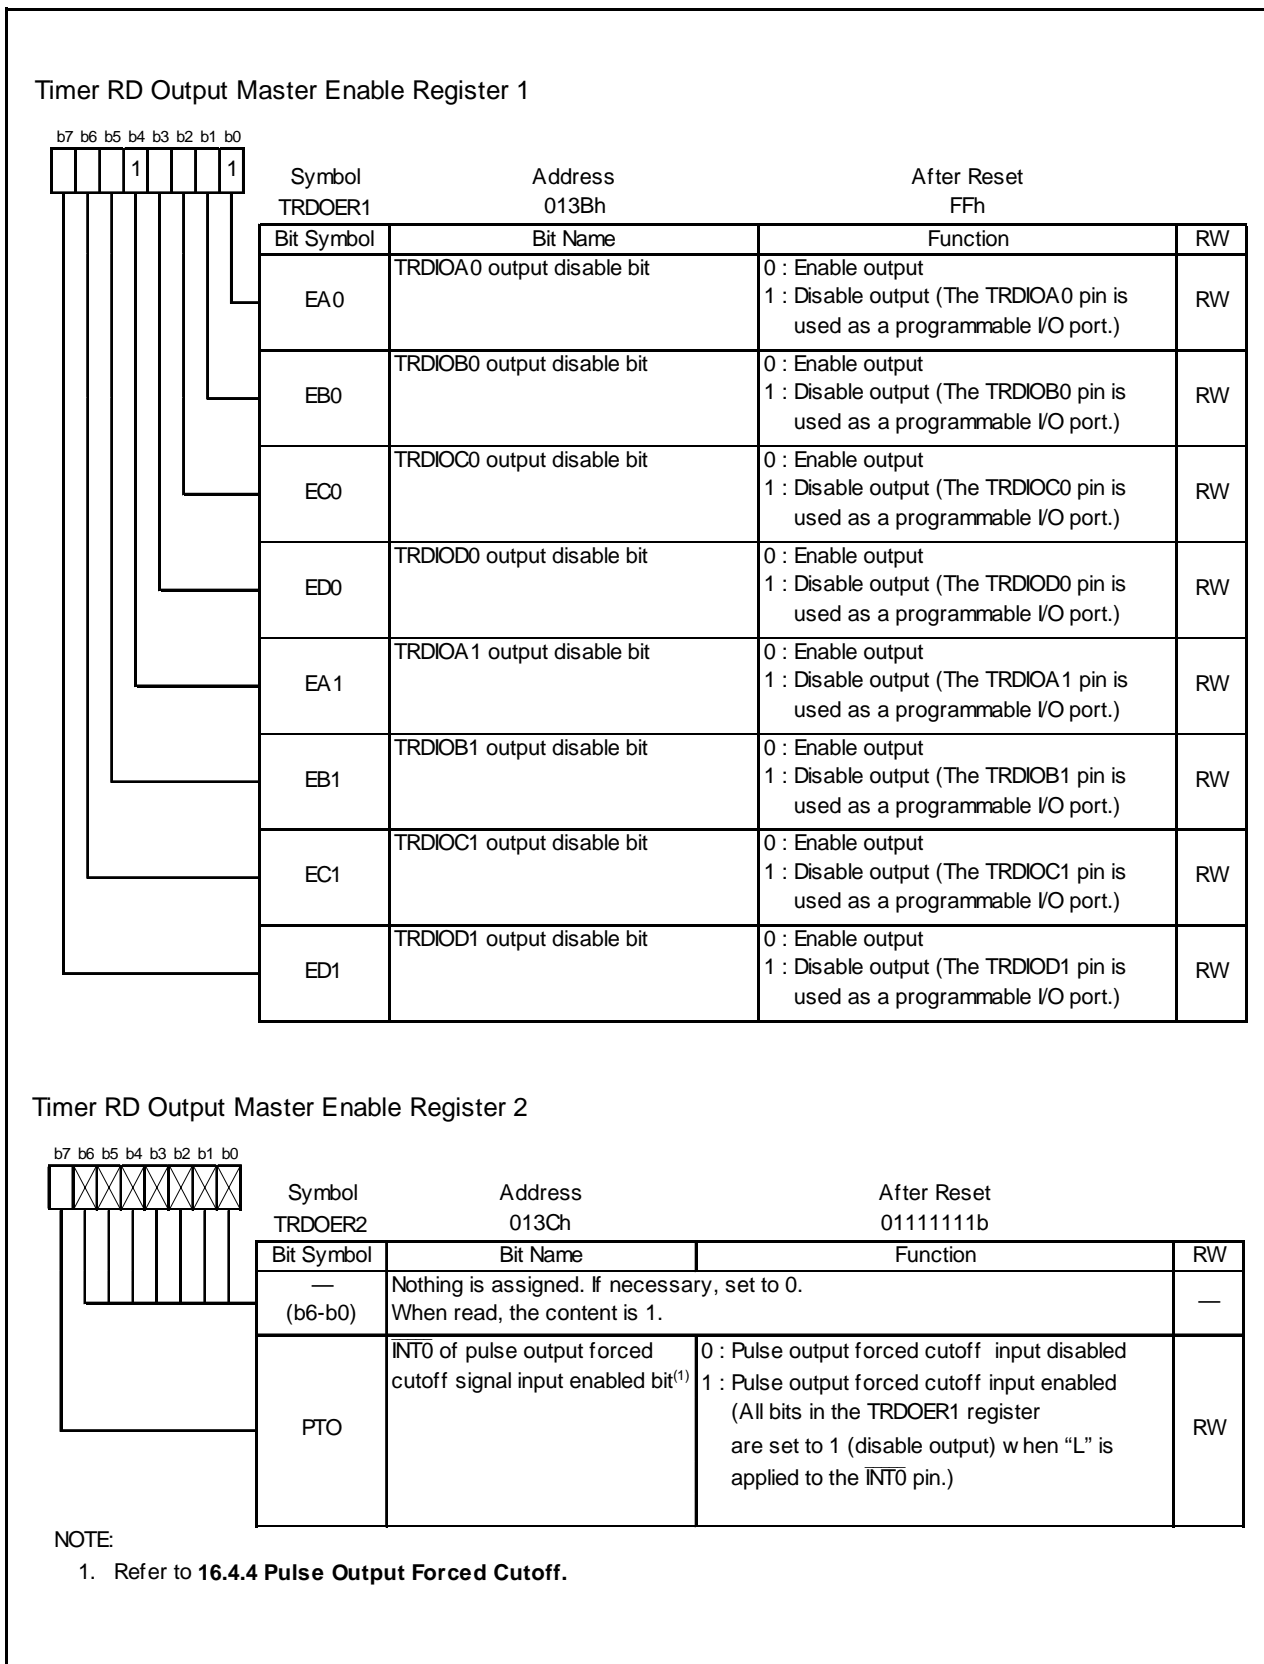 Timer RD Output Master Enable Register 1
b7 b6 b5 b4 b3 b2 b1 b0
1 1
Symbol Address After Reset
TRDOER1 013Bh FFh
Bit Symbol Bit Name Function RW
EA0 TRDIOA0 output disable bit 0 : Enable output
1 : Disable output (The TRDIOA0 pin is
used as a programmable I/O port.) RW
EB0 TRDIOB0 output disable bit 0 : Enable output
1 : Disable output (The TRDIOB0 pin is
used as a programmable I/O port.) RW
EC0 TRDIOC0 output disable bit 0 : Enable output
1 : Disable output (The TRDIOC0 pin is
used as a programmable I/O port.) RW
ED0 TRDIOD0 output disable bit 0 : Enable output
1 : Disable output (The TRDIOD0 pin is
used as a programmable I/O port.) RW
EA1 TRDIOA1 output disable bit 0 : Enable output
1 : Disable output (The TRDIOA1 pin is
used as a programmable I/O port.) RW
EB1 TRDIOB1 output disable bit 0 : Enable output
1 : Disable output (The TRDIOB1 pin is
used as a programmable I/O port.) RW
EC1 TRDIOC1 output disable bit 0 : Enable output
1 : Disable output (The TRDIOC1 pin is
used as a programmable I/O port.) RW
ED1 TRDIOD1 output disable bit 0 : Enable output
1 : Disable output (The TRDIOD1 pin is
used as a programmable I/O port.) RW
Timer RD Output Master Enable Register 2
b7 b6 b5 b4 b3 b2 b1 b0
Symbol Address After Reset
TRDOER2 013Ch 01111111b
Bit Symbol Bit Name Function RW
— Nothing is assigned. If necessary, set to 0.
(b6-b0) When read, the content is 1. —
INT0 of pulse output forced 0 : Pulse output forced cutoff input disabled
cutoff signal input enabled bit(1) 1 : Pulse output forced cutoff input enabled
(All bits in the TRDOER1 register
PTO are set to 1 (disable output) when “L” is RW
applied to the INT0 pin.)
NOTE:
1. Refer to 16.4.4 Pulse Output Forced Cutoff.